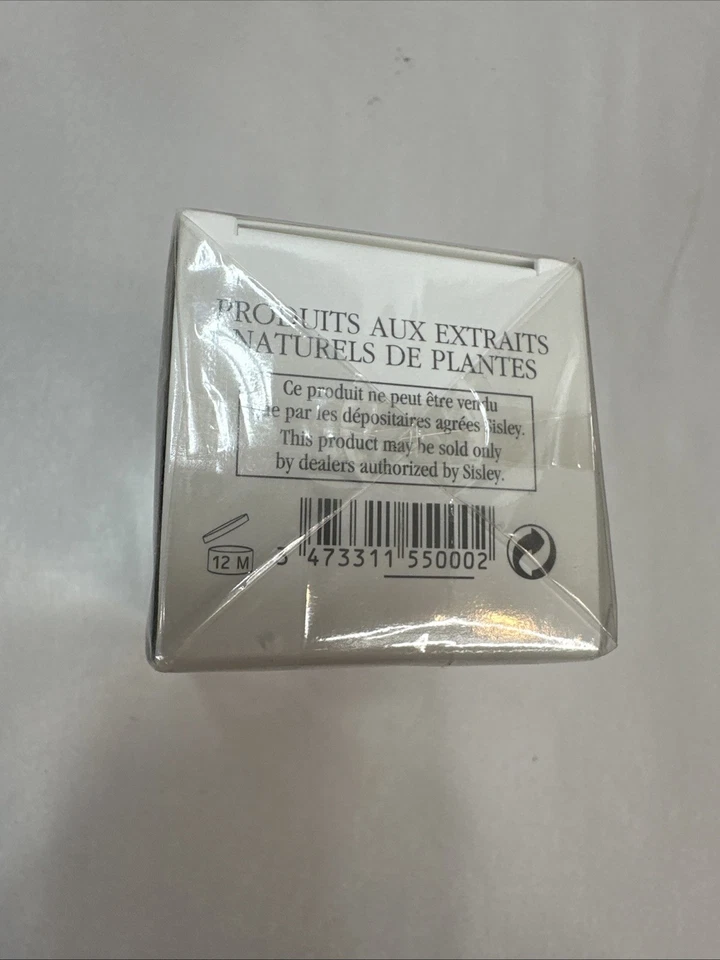 PRODUITS AUX EXTRAITS
NATURELS DE PLANTES
Ce produit ne peut être vendu
que par les dépositaires agréés Sisley.
This product may be sold only
by dealers authorized by Sisley.
12 M
3 473311 550002